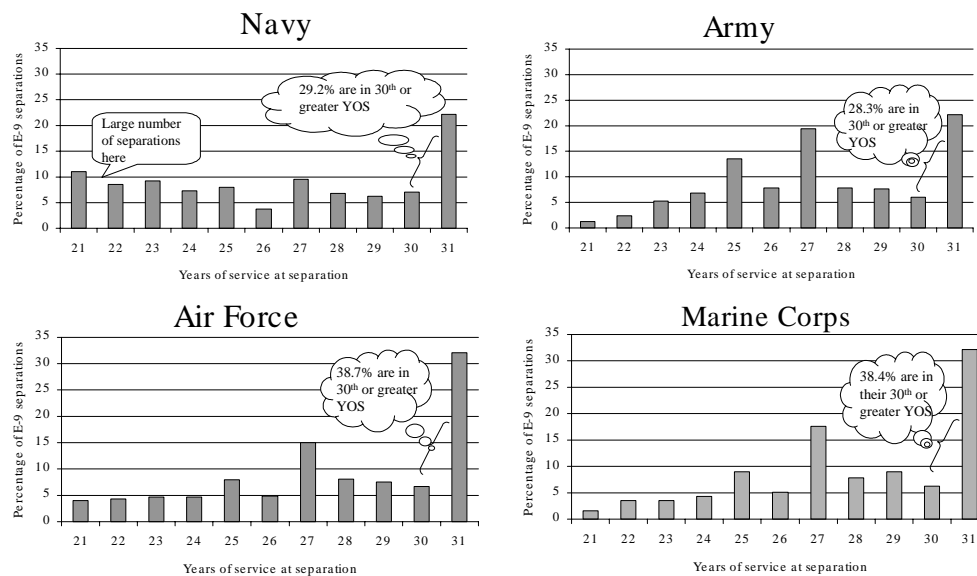 Navy
Percentage of E-9 separations
35
30
25
20
15
10
5
0
29.2% are in 30th or
greater YOS
Large number
of separations
here
21 22 23 24 25 26 27 28 29 30 31
Years of service at separation
Army
Percentage of E-9 separations
35
30
25
20
15
10
5
0
28.3% are in
30th or greater
YOS
21 22 23 24 25 26 27 28 29 30 31
Years of service at separation
Air Force
Percentage of E-9 separations
35
30
25
20
15
10
5
0
38.7% are in
30th or greater
YOS
21 22 23 24 25 26 27 28 29 30 31
Years of service at separation
Marine Corps
Percentage of E-9 separations
35
30
25
20
15
10
5
0
38.4% are in
their 30th or
greater YOS
21 22 23 24 25 26 27 28 29 30 31
Years of service at separation